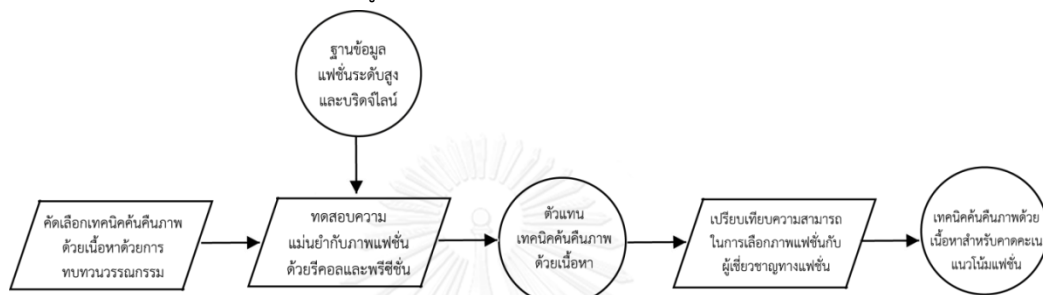 ฐานข้อมูล
แฟชั่นระดับสูง
และบริดจ์ไลน์
คัดเลือกเทคนิคค้นคืนภาพ
ด้วยเนื้อหาด้วยการ
ทบทวนวรรณกรรม
ทดสอบความ
แม่นยำกับภาพแฟชั่น
ด้วยรีคอลและพรีซีชั่น
ตัวแทน
เทคนิคค้นคืนภาพ
ด้วยเนื้อหา
เปรียบเทียบความสามารถ
ในการเลือกภาพแฟชั่นกับ
ผู้เชี่ยวชาญทางแฟชั่น
เทคนิคค้นคืนภาพด้วย
เนื้อหาสำหรับคาดคะเน
แนวโน้มแฟชั่น